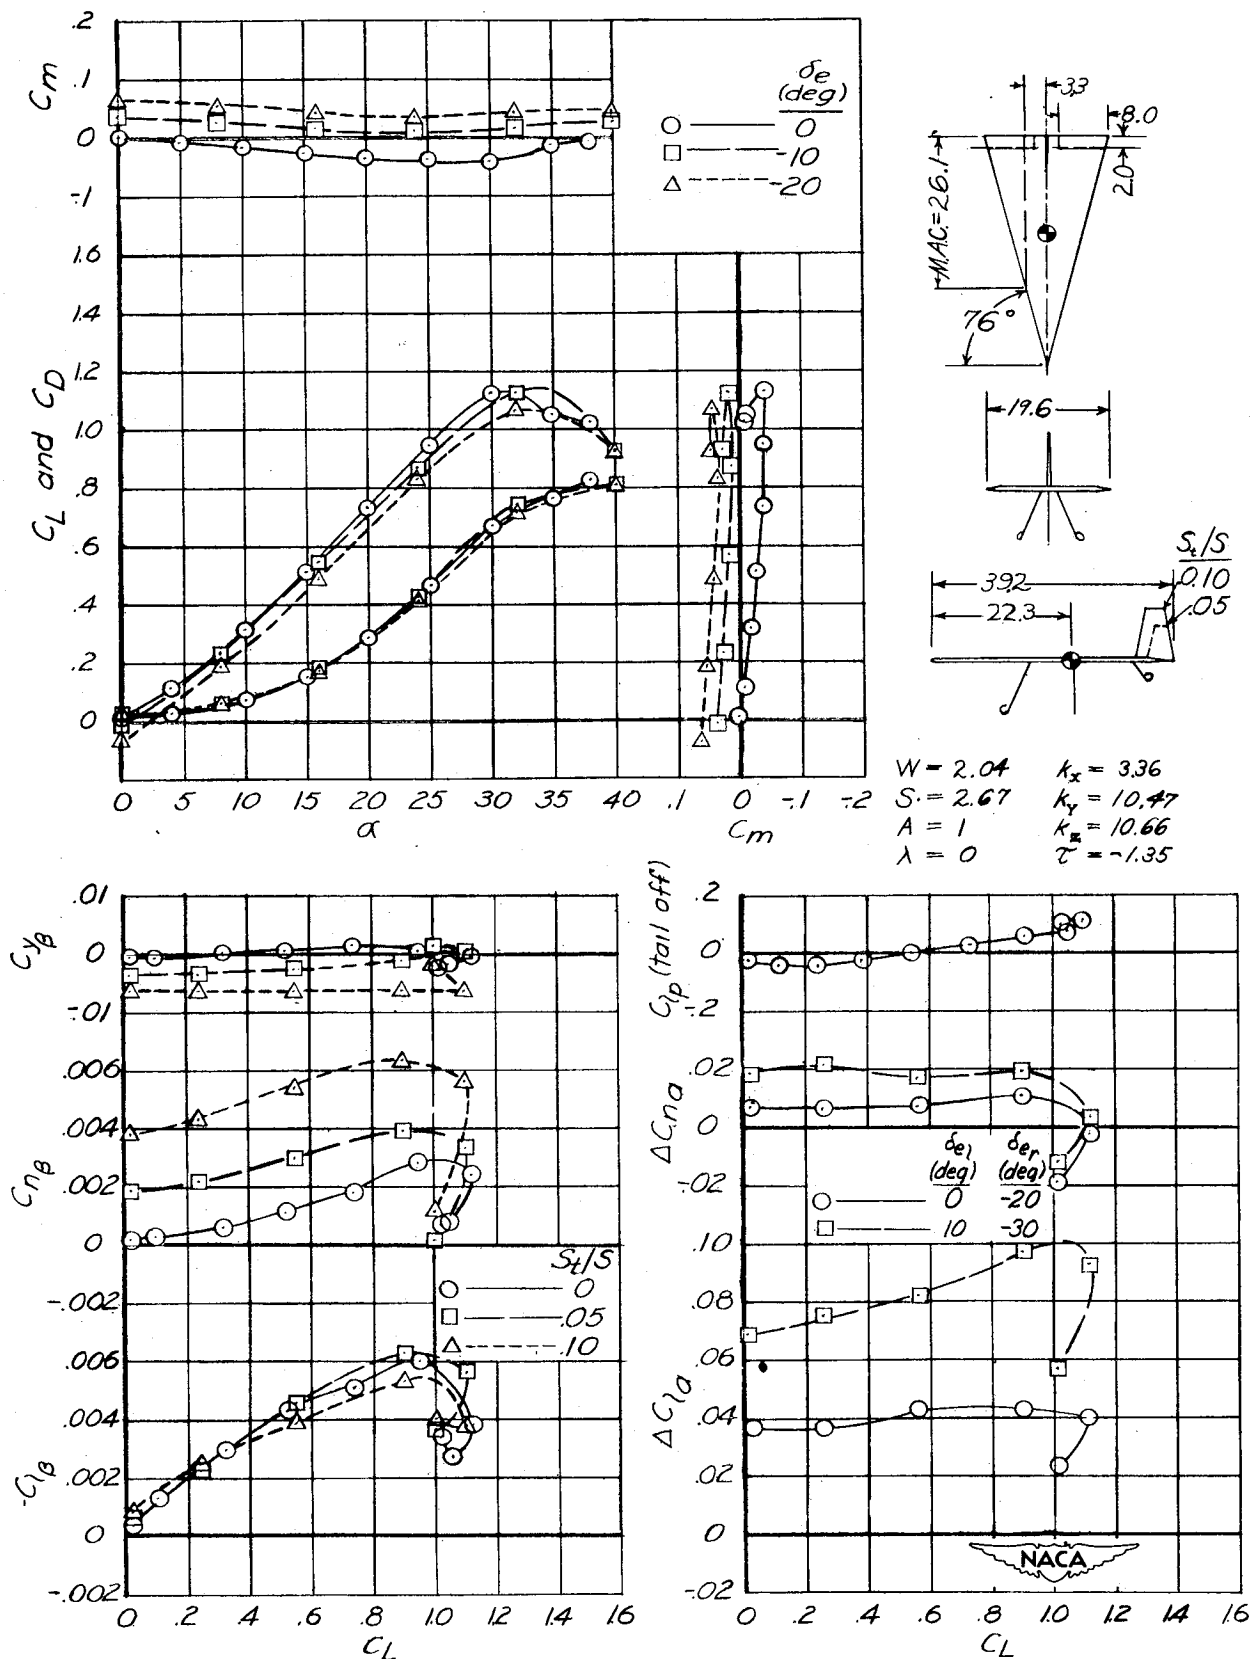 .2
.1
0
-.1
Cm
δe
(deg)
0
-10
-20
1.6
1.4
1.2
1.0
.8
.6
.4
.2
0
CL and CD
0 5 10 15 20 25 30 35 40
α
.1 0 -.1 -.2
Cm
3.3
8.0
2.0
M.A.C.=26.1
76°
19.6
St/S
0.10
.05
39.2
22.3
W = 2.04 kX = 3.36
S = 2.67 kY = 10.47
A = 1 kZ = 10.66
λ = 0 τ = -1.35
.01
0
-.01
Cyβ
.006
.004
.002
0
-.002
Cnβ
St/S
0
.05
.10
.006
.004
.002
0
-.002
-Clβ
0 .2 .4 .6 .8 1.0 1.2 1.4 1.6
CL
.2
0
-.2
Clp (tail off)
.02
0
-.02
ΔCna
δel δer
(deg) (deg)
0 -20
10 -30
.10
.08
.06
.04
.02
0
-.02
ΔCla
NACA
0 .2 .4 .6 .8 1.0 1.2 1.4 1.6
CL